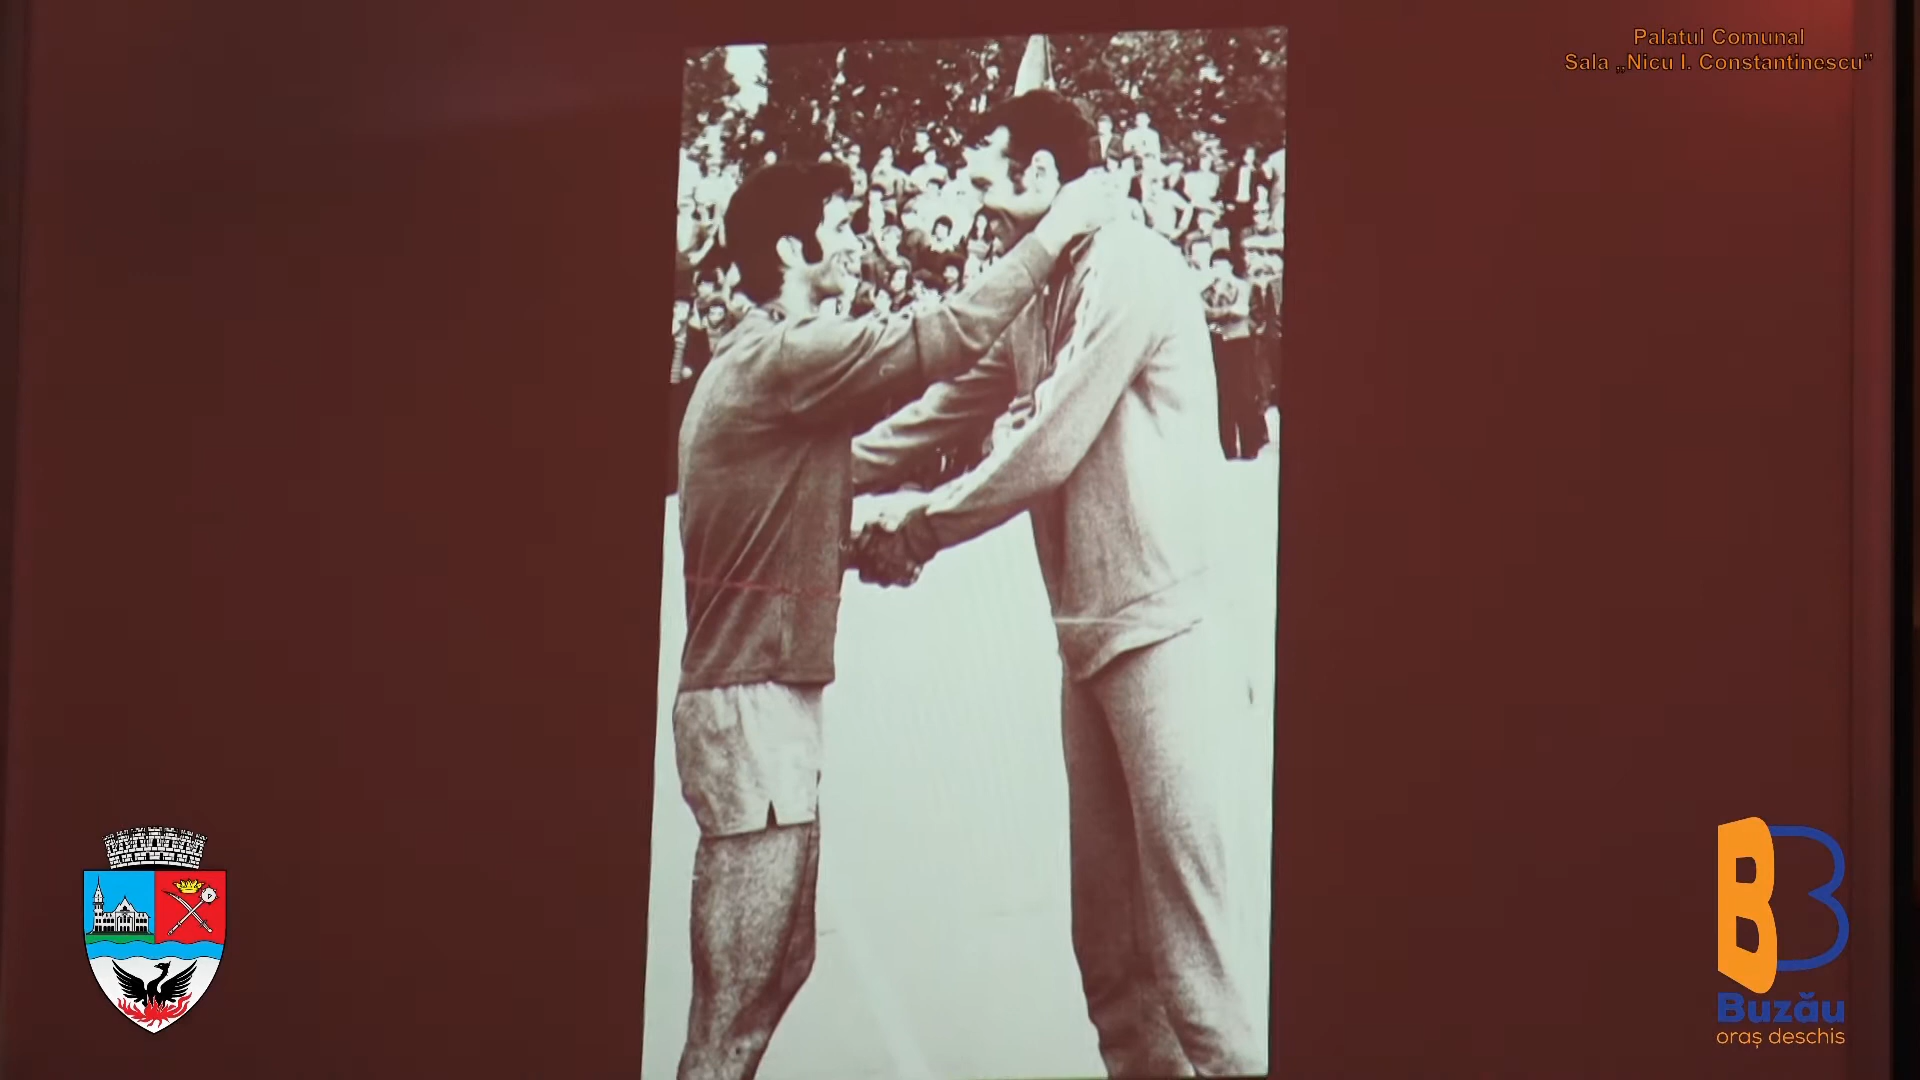 Palatul Comunal
Sala „Nicu I. Constantinescu”
Buzău
oraș deschis